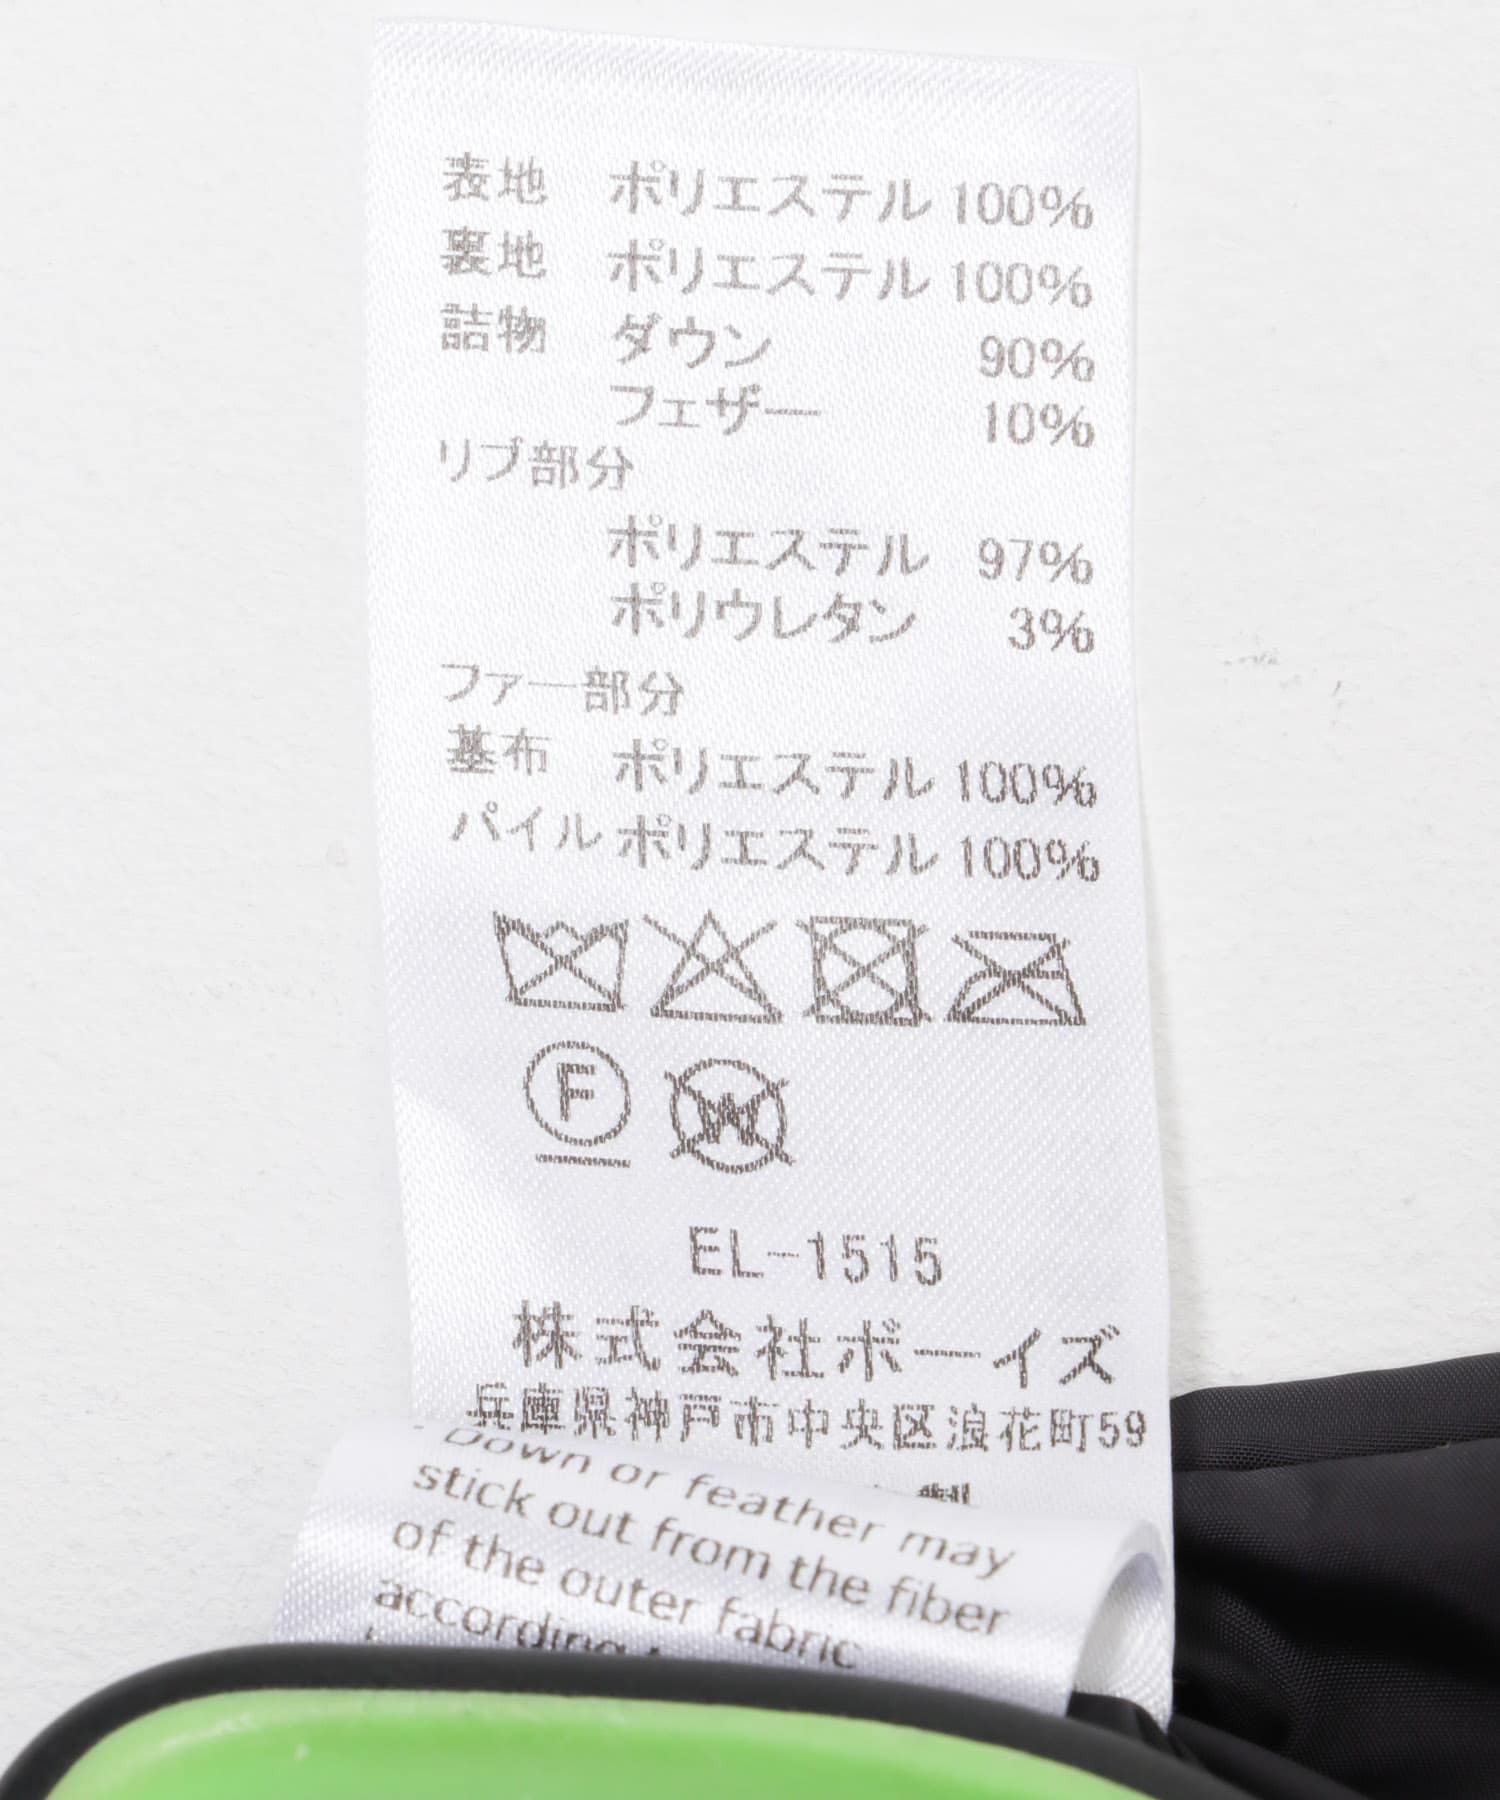 表地 ポリエステル 100%
裏地 ポリエステル 100%
詰物 ダウン 90%
フェザー 10%
リブ部分
ポリエステル 97%
ポリウレタン 3%
ファー部分
基布 ポリエステル 100%
パイル ポリエステル 100%
F W
EL-1515
株式会社ボーイズ
兵庫県神戸市中央区浪花町59
製
Down or feather may
stick out from the fiber
of the outer fabric
according